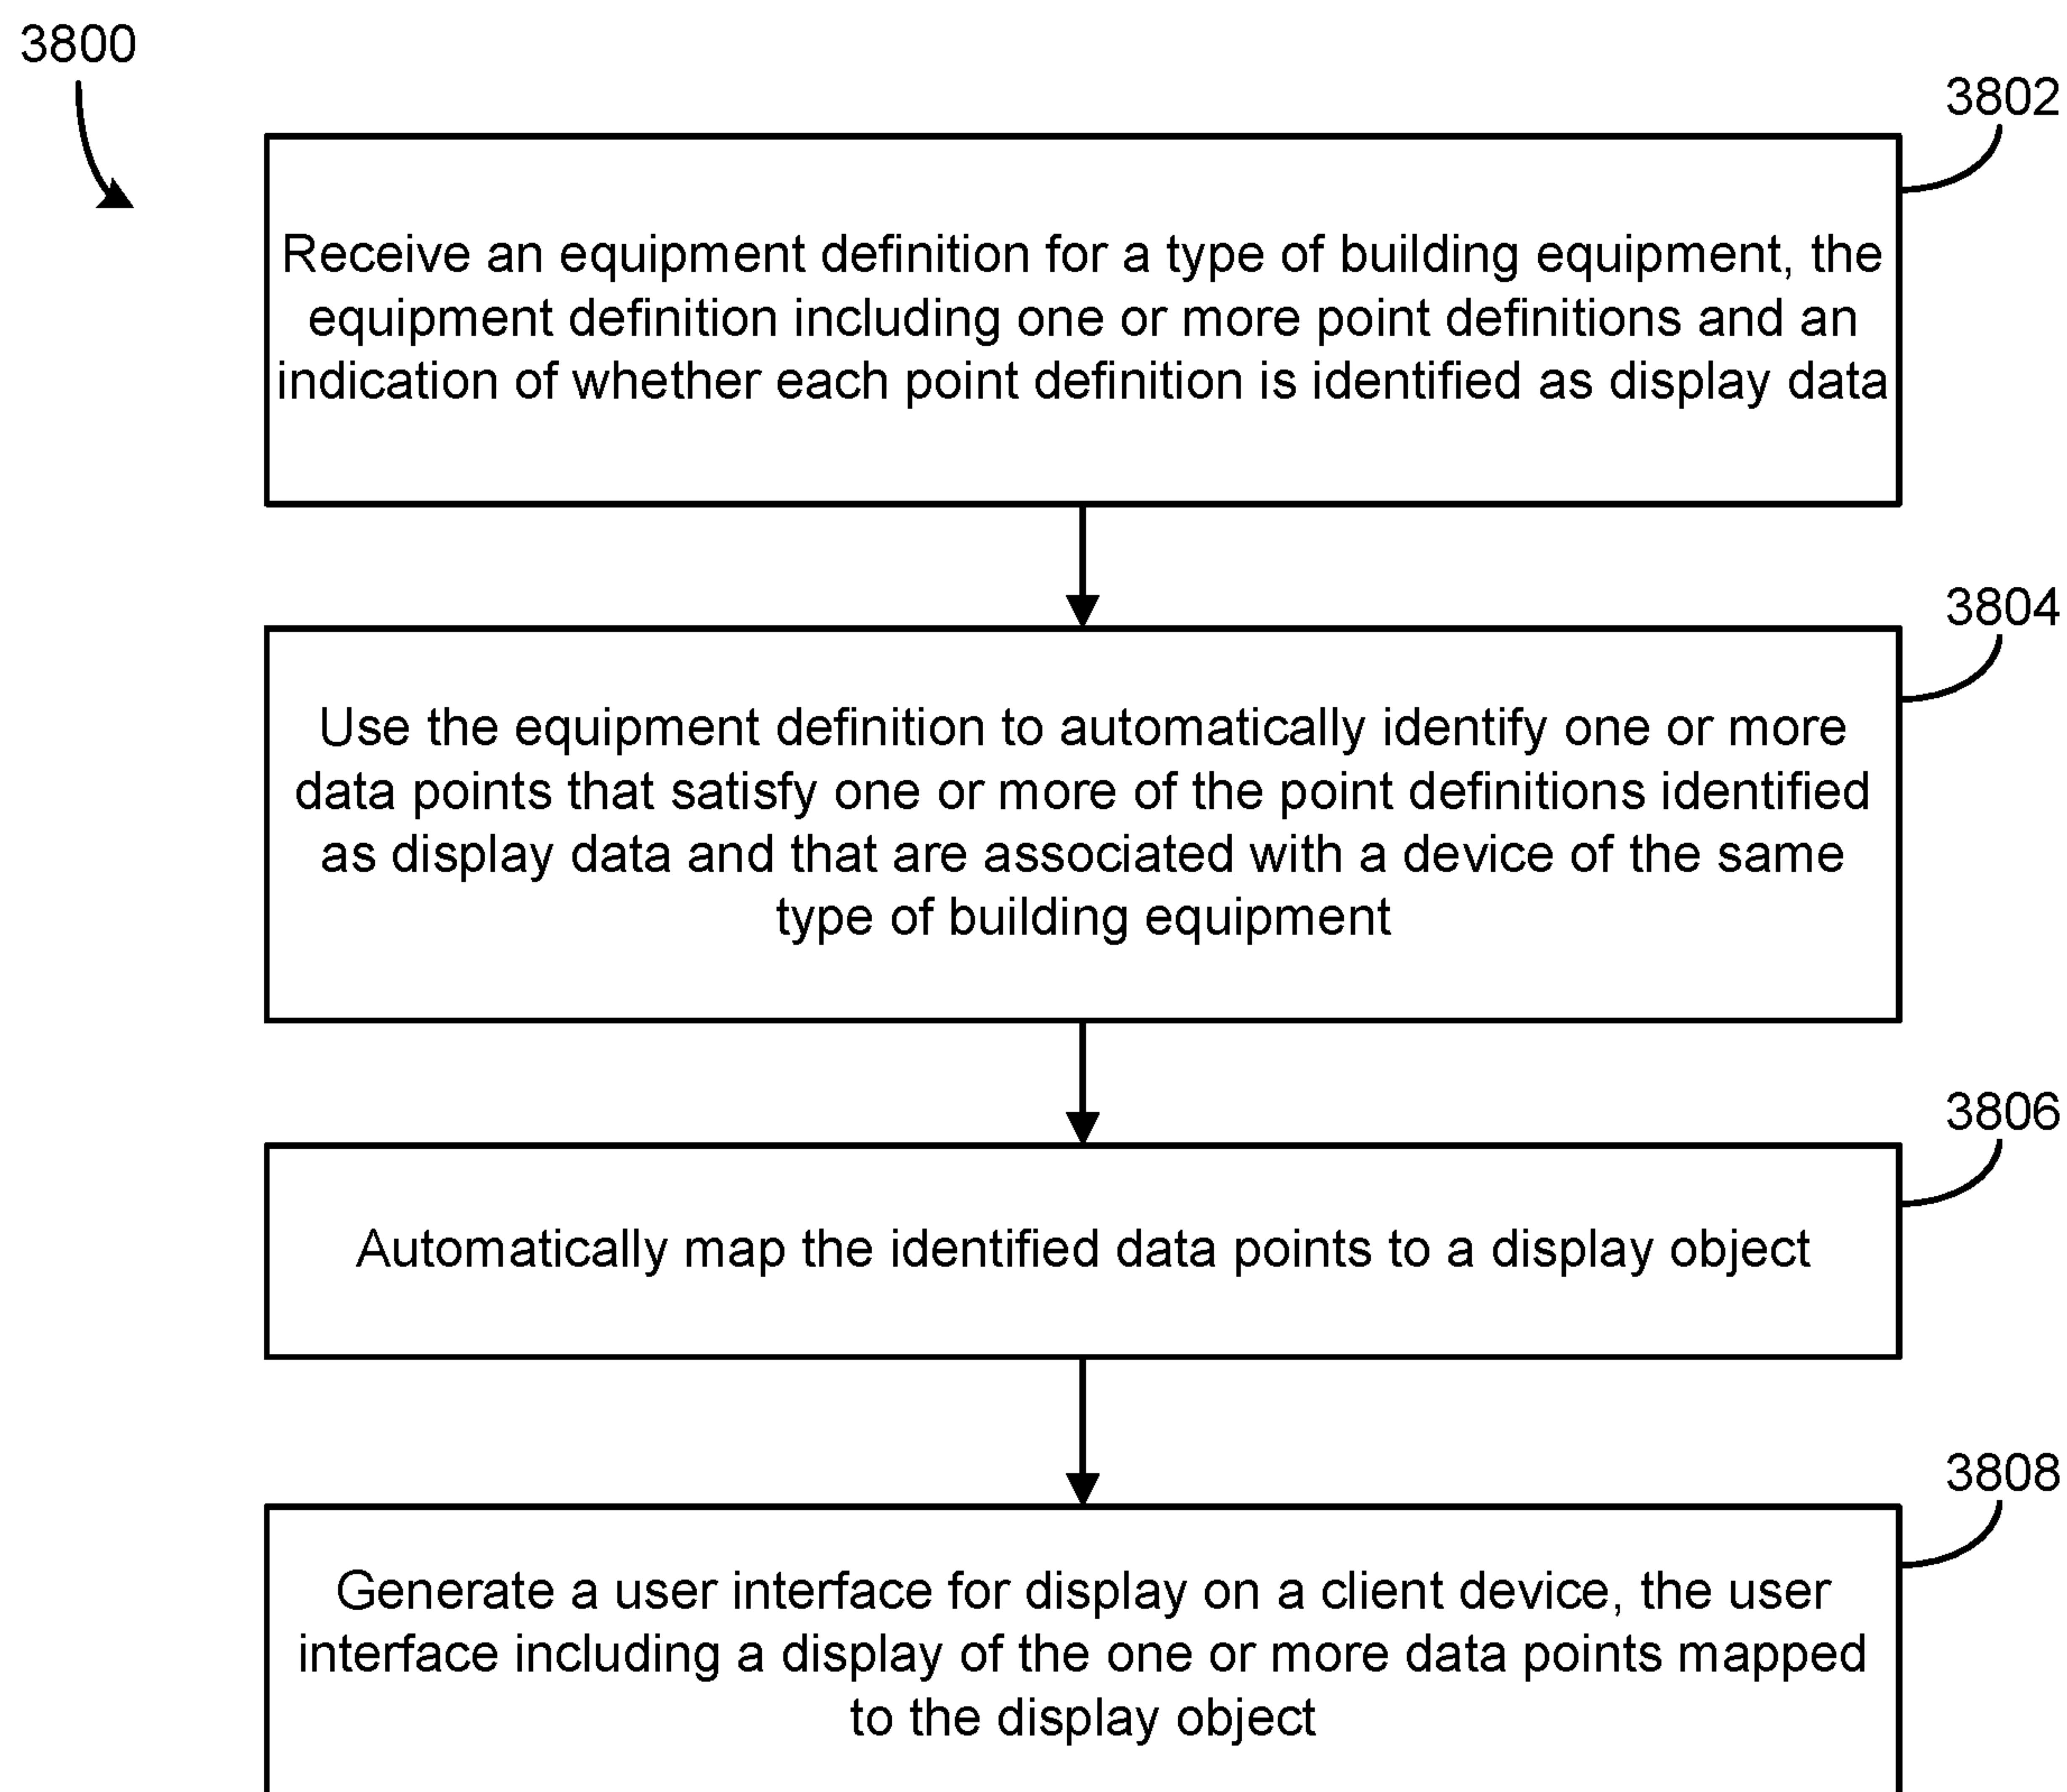 3800
3802
Receive an equipment definition for a type of building equipment, the
equipment definition including one or more point definitions and an
indication of whether each point definition is identified as display data
3804
Use the equipment definition to automatically identify one or more
data points that satisfy one or more of the point definitions identified
as display data and that are associated with a device of the same
type of building equipment
3806
Automatically map the identified data points to a display object
3808
Generate a user interface for display on a client device, the user
interface including a display of the one or more data points mapped
to the display object